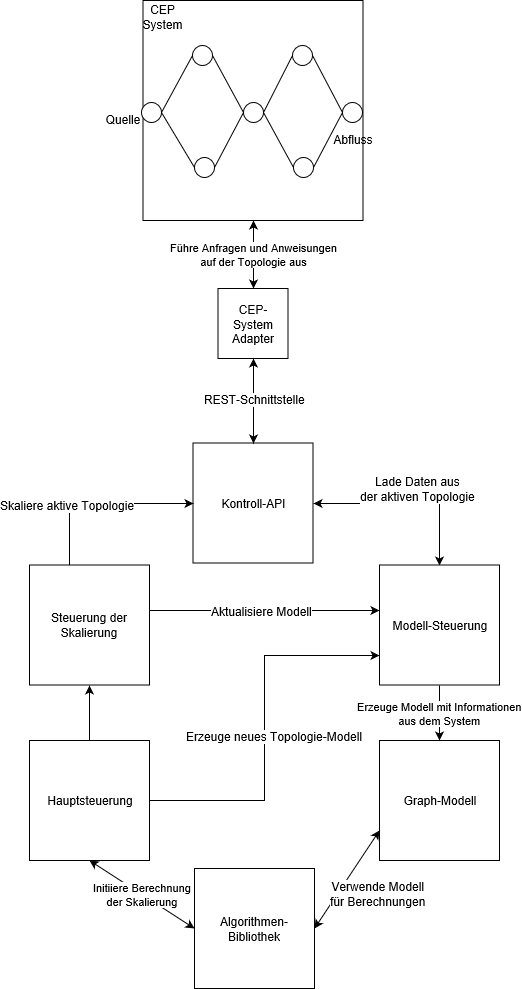 CEP
System
Quelle
Abfluss
Führe Anfragen und Anweisungen
auf der Topologie aus
CEP-
System
Adapter
REST-Schnittstelle
Kontroll-API
Skaliere aktive Topologie
Lade Daten aus
der aktiven Topologie
Steuerung der
Skalierung
Aktualisiere Modell
Modell-Steuerung
Erzeuge Modell mit Informationen
aus dem System
Erzeuge neues Topologie-Modell
Hauptsteuerung
Graph-Modell
Initiiere Berechnung
der Skalierung
Verwende Modell
für Berechnungen
Algorithmen-
Bibliothek